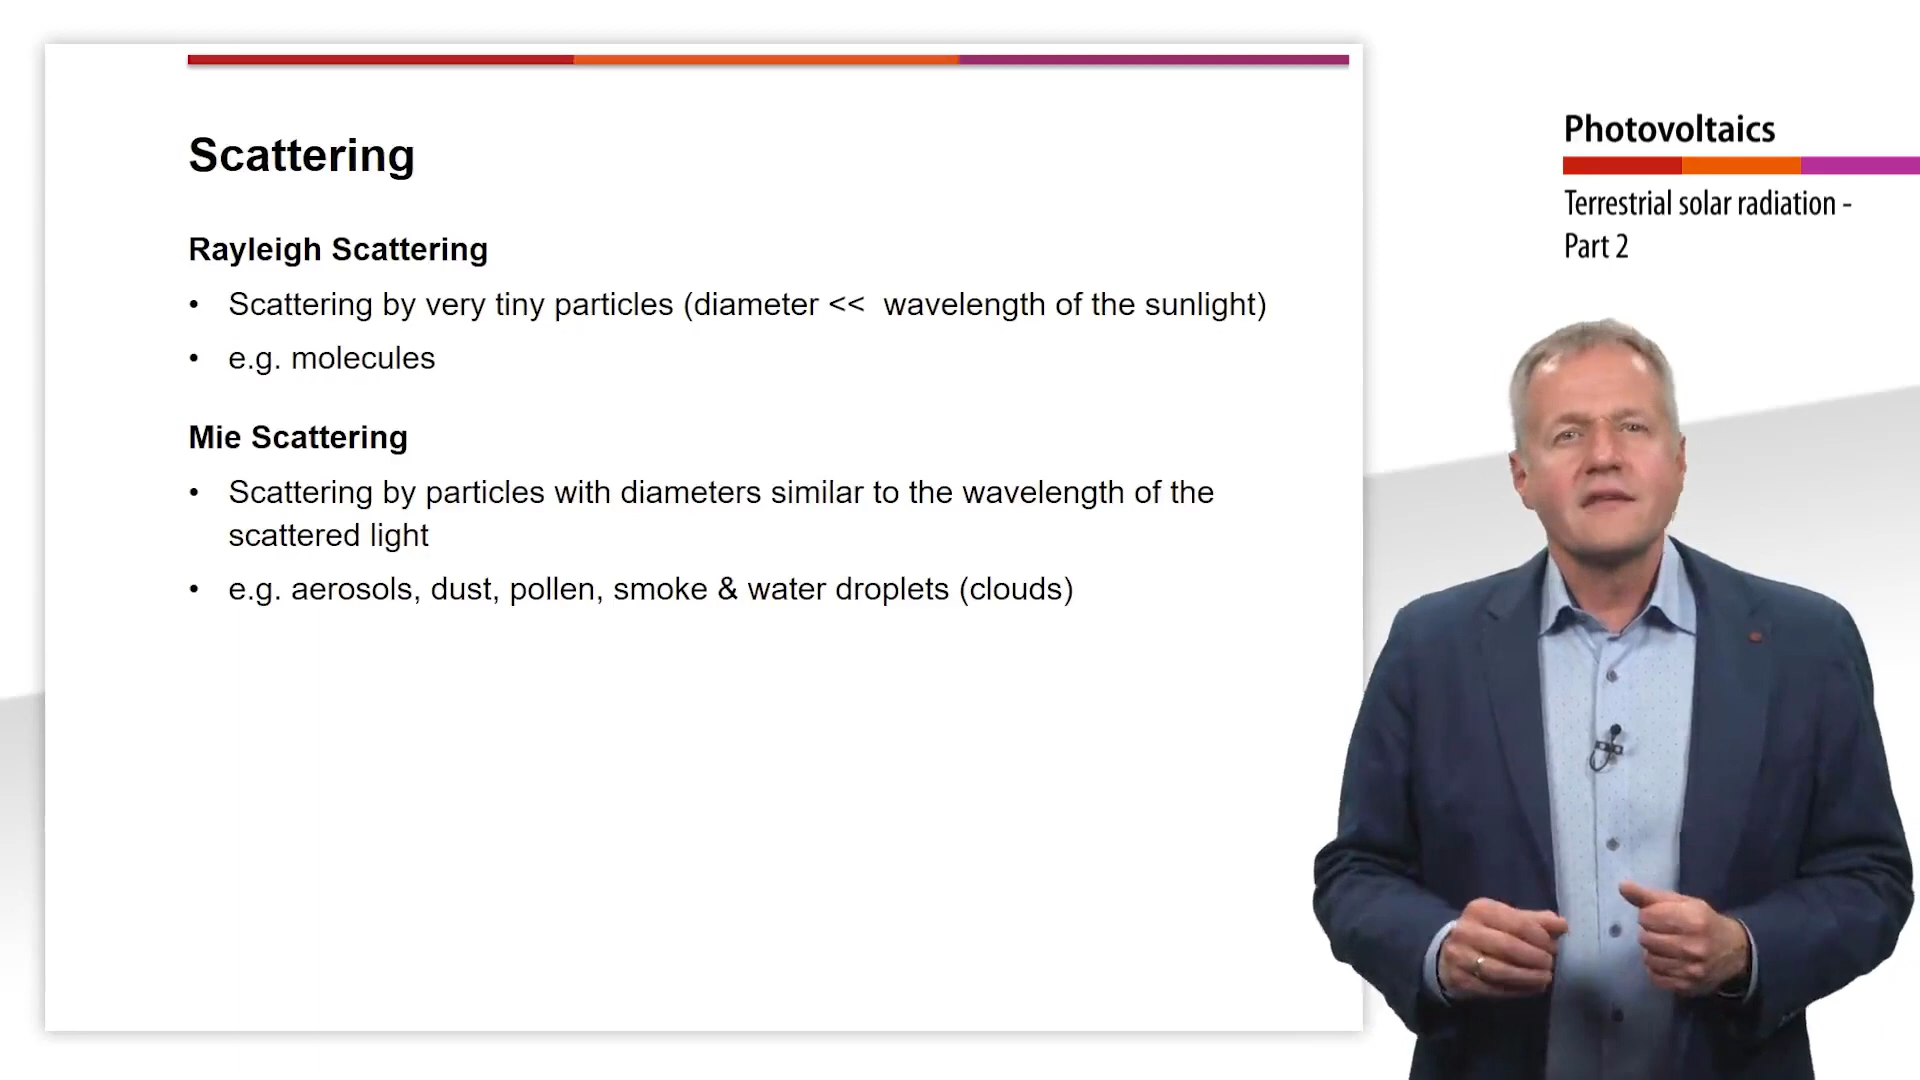 Scattering
Rayleigh Scattering
• Scattering by very tiny particles (diameter << wavelength of the sunlight)
• e.g. molecules
Mie Scattering
• Scattering by particles with diameters similar to the wavelength of the
scattered light
• e.g. aerosols, dust, pollen, smoke & water droplets (clouds)
Photovoltaics
Terrestrial solar radiation -
Part 2